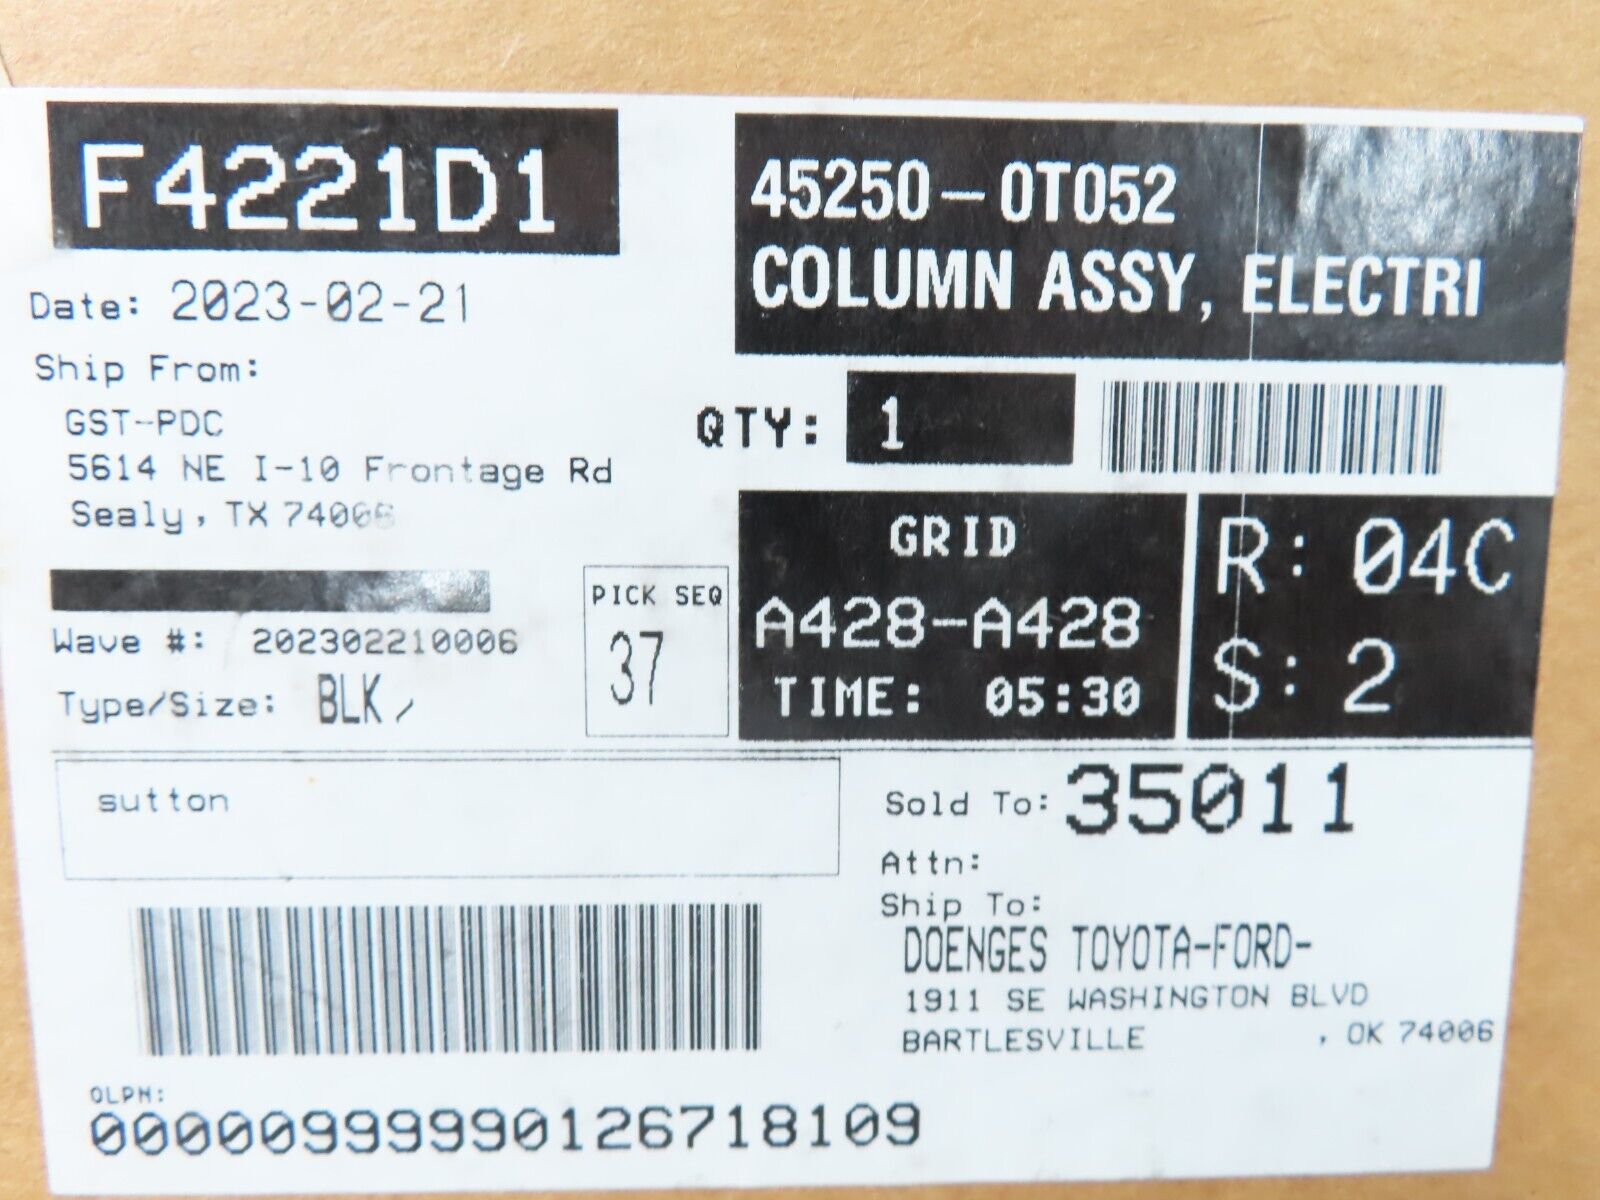 F4221D1
45250-0T052
COLUMN ASSY, ELECTRI
Date: 2023-02-21
Ship From:
GST-PDC
5614 NE I-10 Frontage Rd
Sealy, TX 74006
QTY: 1
GRID
A428-A428
TIME: 05:30
R: 04C
S: 2
PICK SEQ
37
Wave #: 202302210006
Type/Size: BLK/
sutton
Sold To: 35011
Attn:
Ship To:
DOENGES TOYOTA-FORD-
1911 SE WASHINGTON BLVD
BARTLESVILLE , OK 74006
OLPN:
00000999990126718109